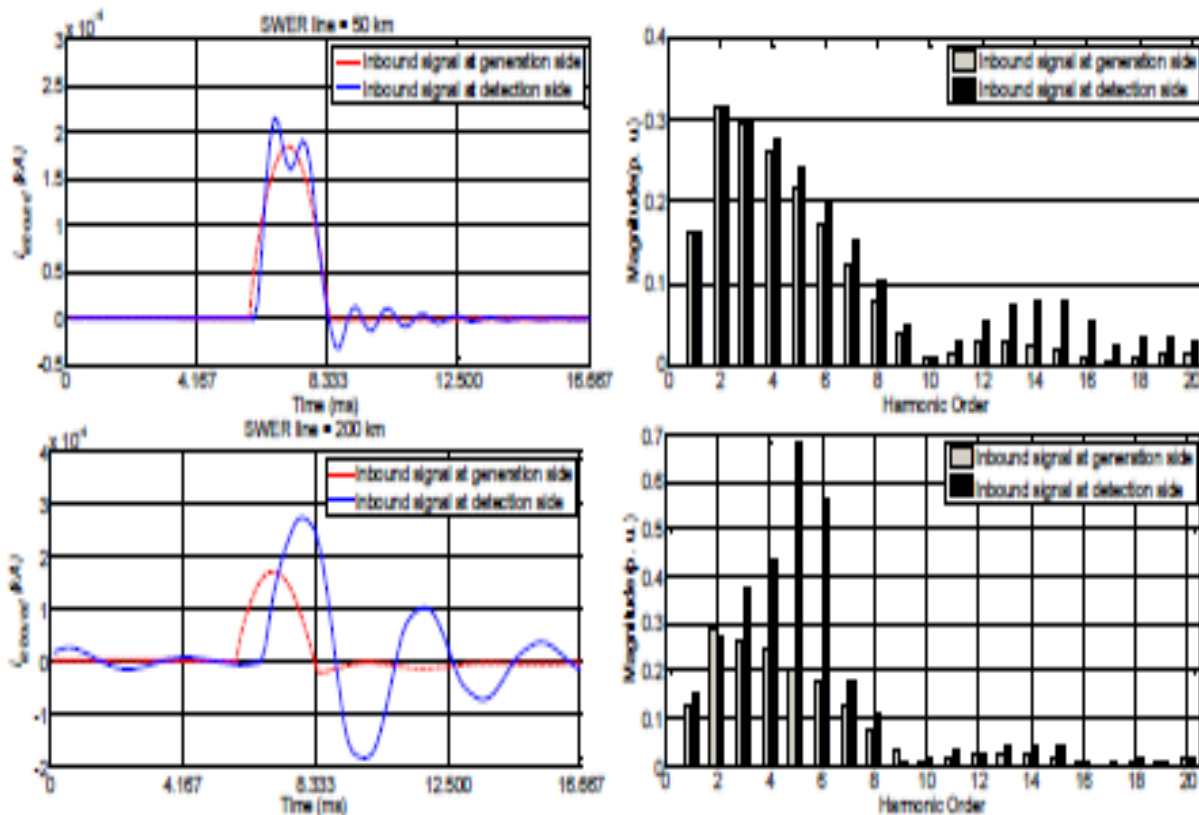 x 10⁻⁴
SWER line = 50 km
3
2.5
2
1.5
1
0.5
0
-0.5
Inbound signal at generation side
Inbound signal at detection side
0 4.167 8.333 12.500 16.667
Time (ms)
0.4
0.3
0.2
0.1
0
Magnitude(p. u.)
Inbound signal at generation side
Inbound signal at detection side
0 2 4 6 8 10 12 14 16 18 20
Harmonic Order
x 10⁻⁴
SWER line = 200 km
4
3
2
1
0
-1
-2
Inbound signal at generation side
Inbound signal at detection side
0 4.167 8.333 12.500 16.667
Time (ms)
0.7
0.6
0.5
0.4
0.3
0.2
0.1
0
Magnitude(p. u.)
Inbound signal at generation side
Inbound signal at detection side
0 2 4 6 8 10 12 14 16 18 20
Harmonic Order